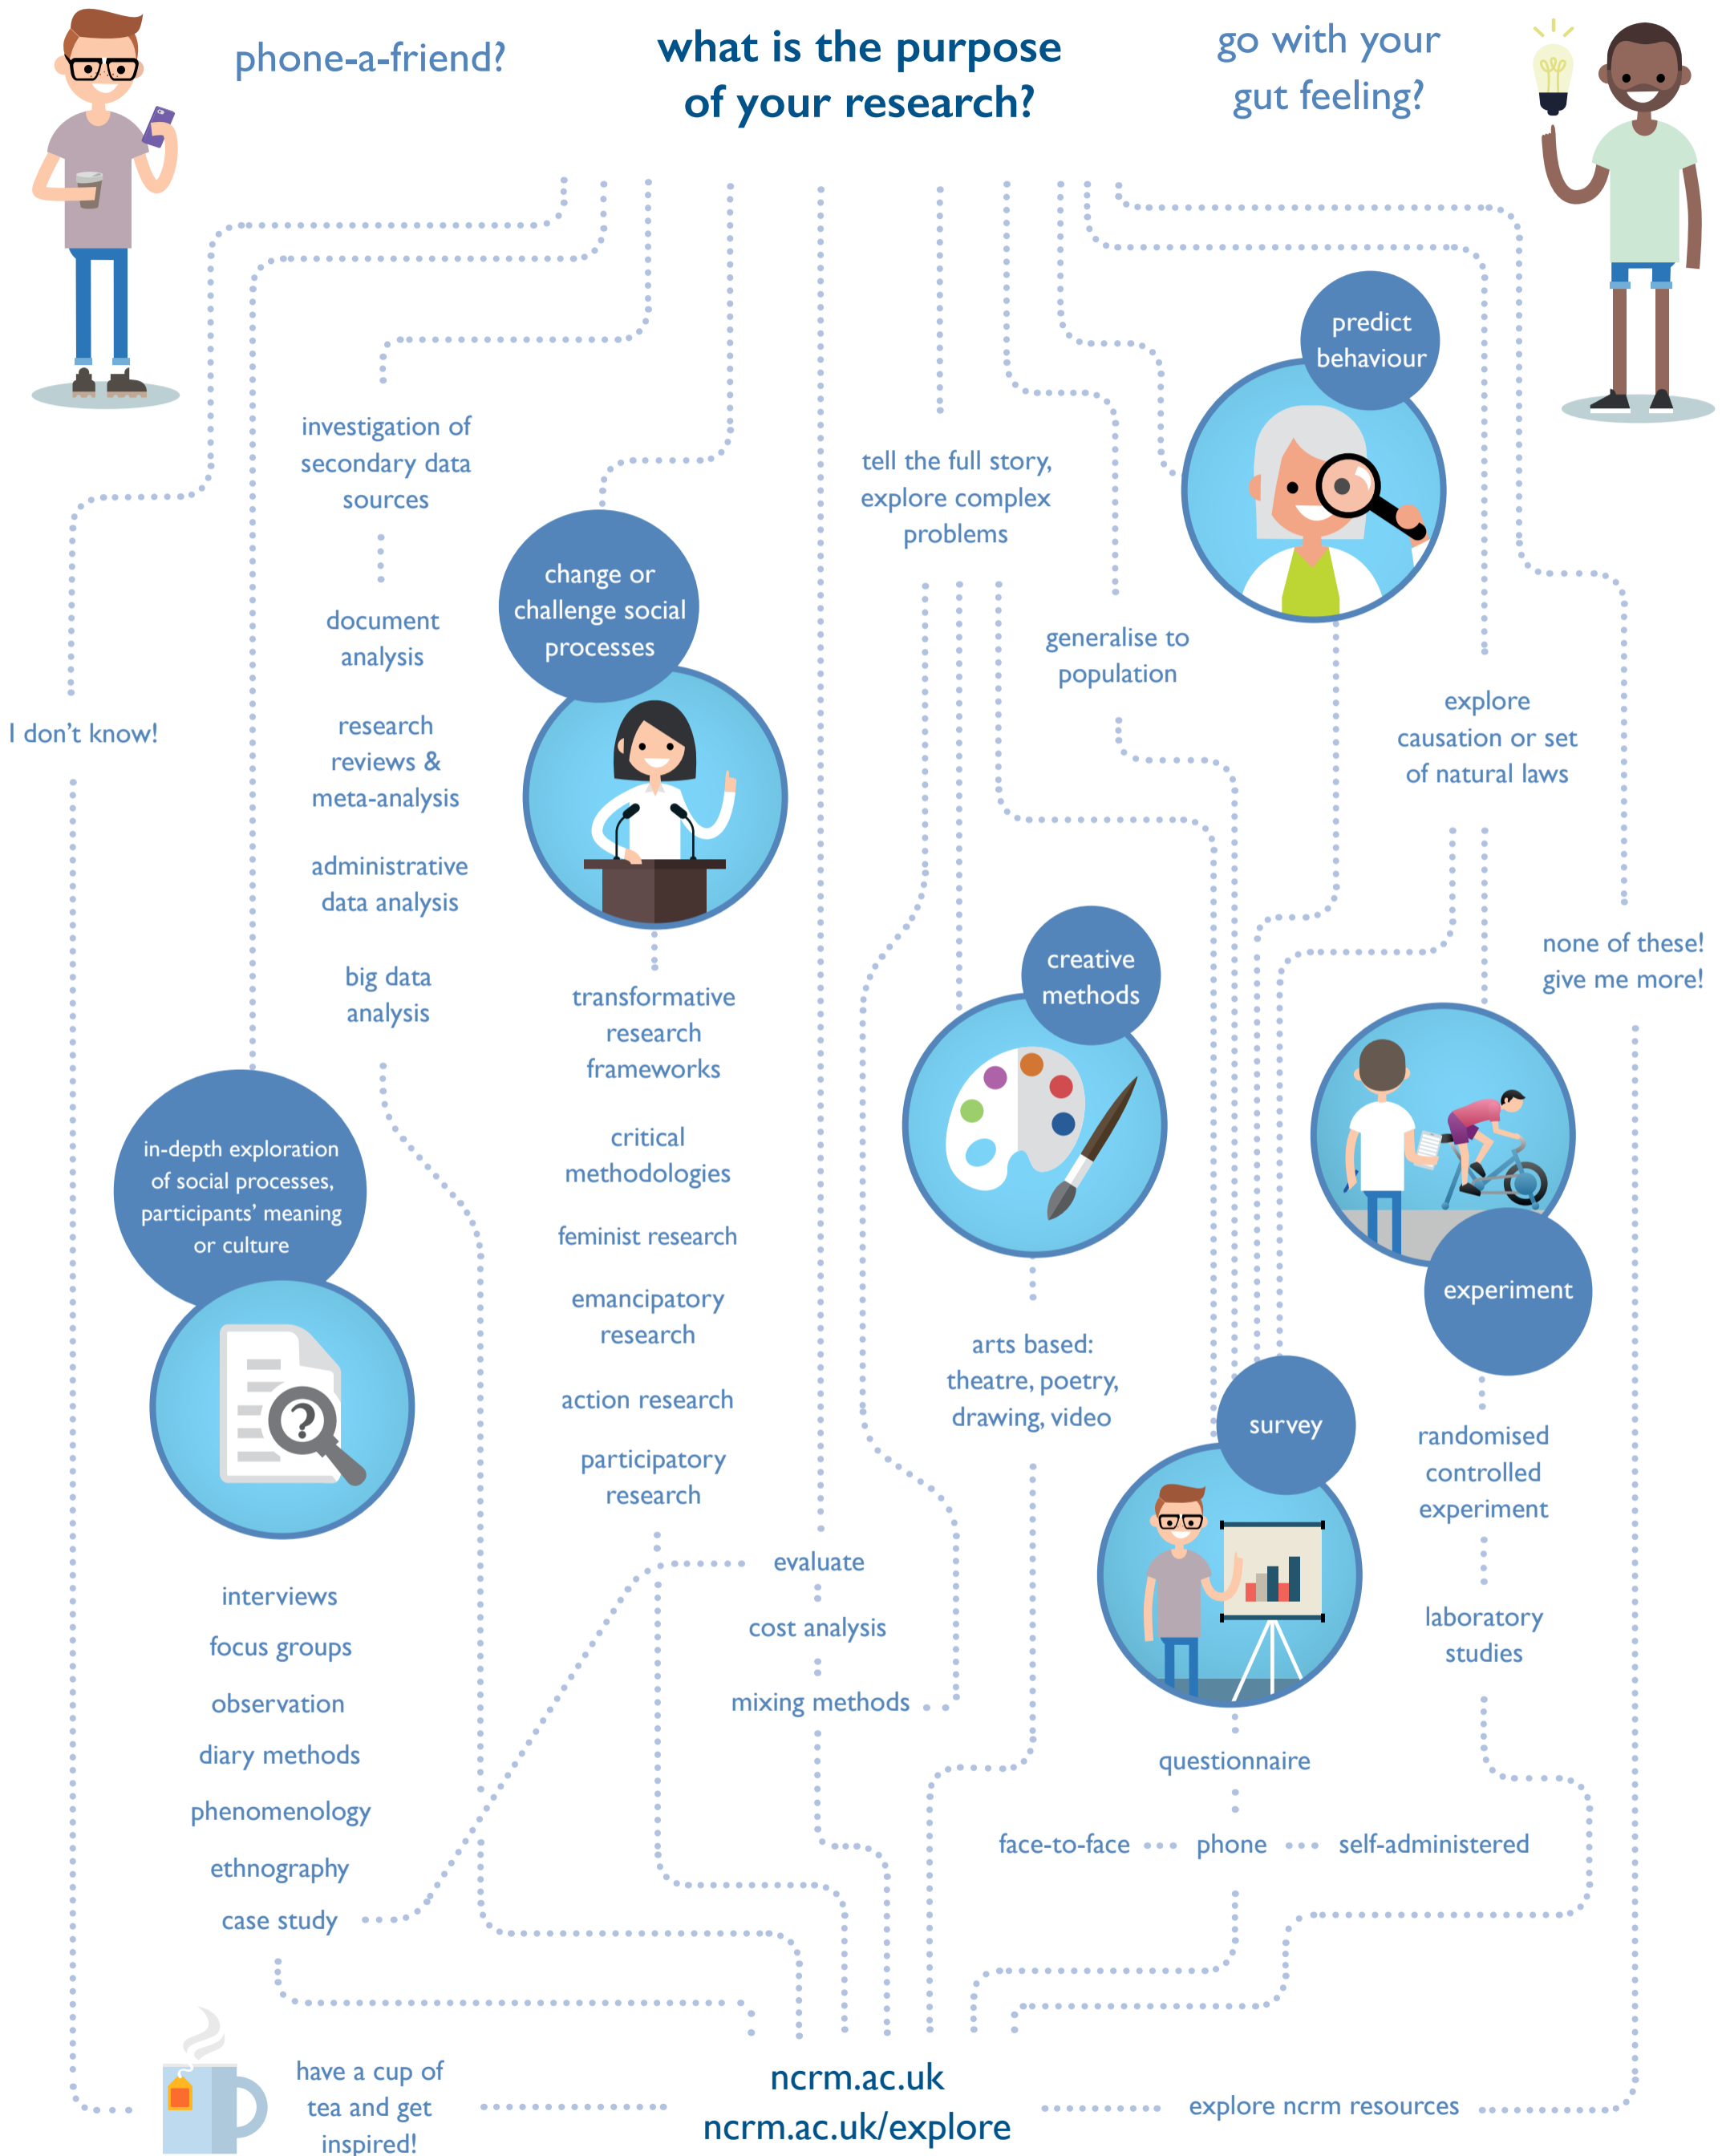 phone-a-friend?
what is the purpose
of your research?
go with your
gut feeling?
predict
behaviour
investigation of
secondary data
sources
tell the full story,
explore complex
problems
change or
challenge social
processes
document
analysis
generalise to
population
I don't know!
research
reviews &
meta-analysis
explore
causation or set
of natural laws
administrative
data analysis
none of these!
give me more!
creative
methods
big data
analysis
transformative
research
frameworks
critical
methodologies
in-depth exploration
of social processes,
participants' meaning
or culture
feminist research
emancipatory
research
experiment
arts based:
theatre, poetry,
drawing, video
action research
survey
randomised
controlled
experiment
participatory
research
?
evaluate
interviews
cost analysis
laboratory
studies
focus groups
observation
mixing methods
diary methods
questionnaire
phenomenology
face-to-face
phone
self-administered
ethnography
case study
have a cup of
tea and get
inspired!
ncrm.ac.uk
ncrm.ac.uk/explore
explore ncrm resources